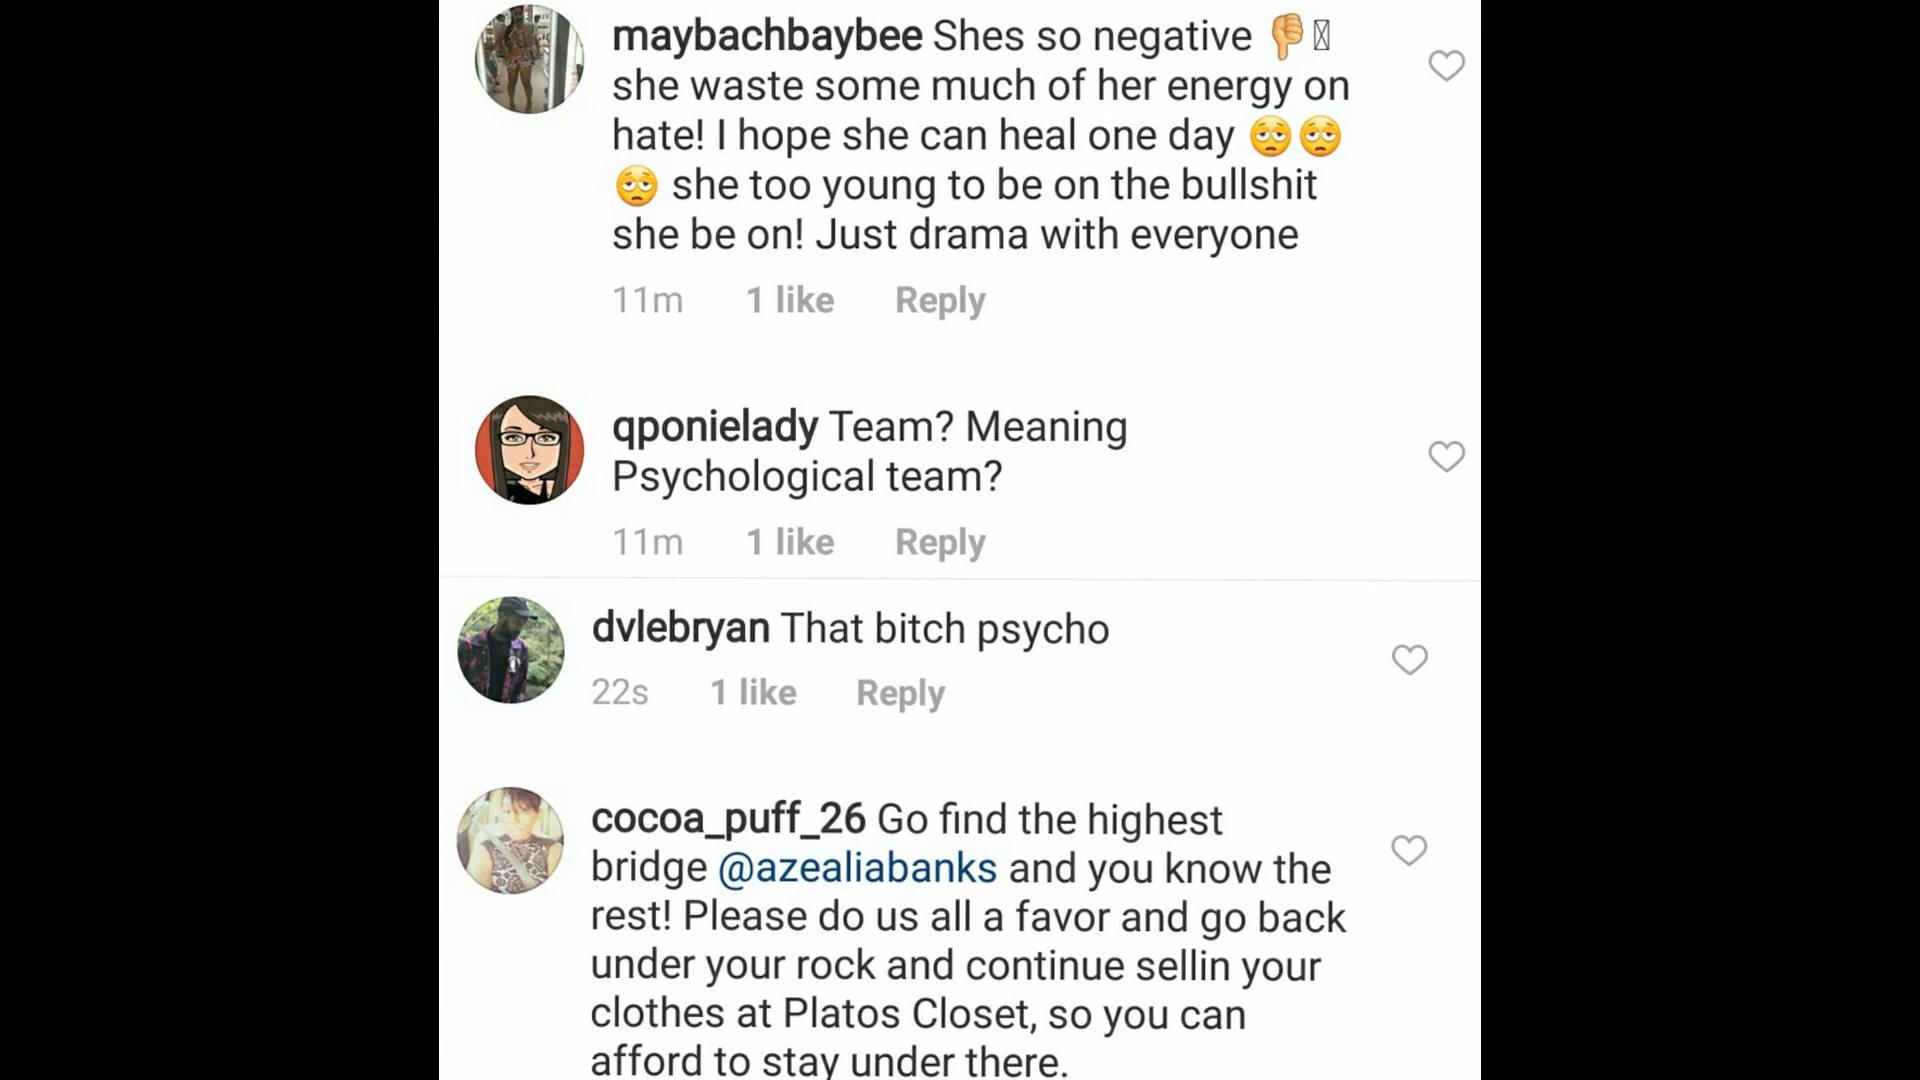 maybachbaybee Shes so negative 👎
she waste some much of her energy on
hate! I hope she can heal one day 😩😩
😩 she too young to be on the bullshit
she be on! Just drama with everyone
11m 1 like Reply
qponielady Team? Meaning
Psychological team?
11m 1 like Reply
dvlebryan That bitch psycho
22s 1 like Reply
cocoa_puff_26 Go find the highest
bridge @azealiabanks and you know the
rest! Please do us all a favor and go back
under your rock and continue sellin your
clothes at Platos Closet, so you can
afford to stay under there.